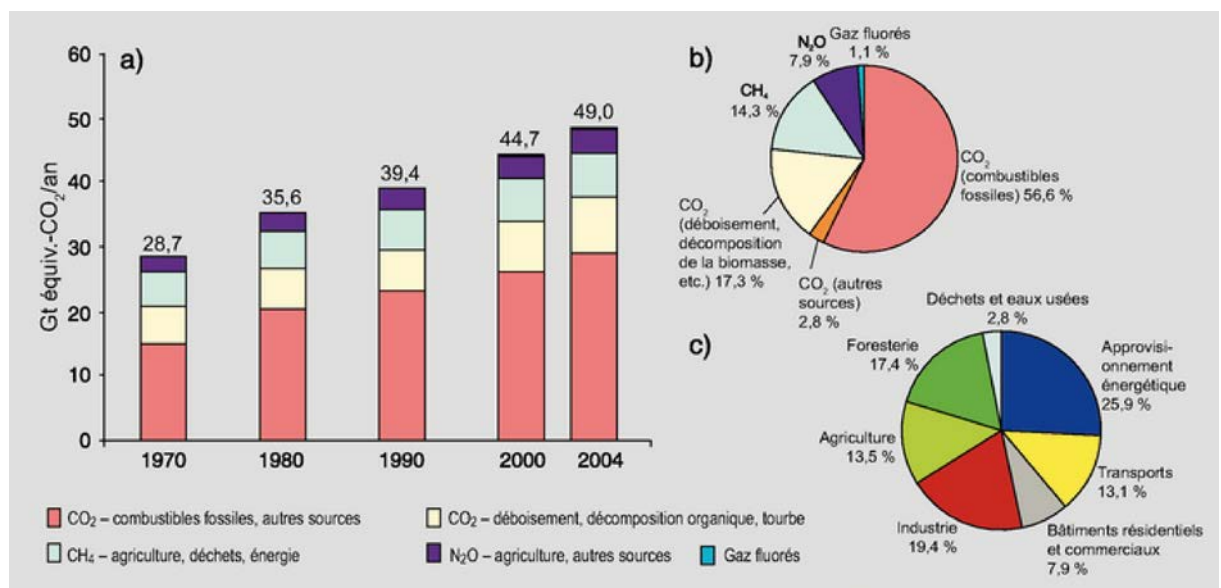 a)
Gt équiv.-CO₂/an
60
50
40
30
20
10
0
28,7
35,6
39,4
44,7
49,0
1970
1980
1990
2000
2004
CO₂ – combustibles fossiles, autres sources
CO₂ – déboisement, décomposition organique, tourbe
CH₄ – agriculture, déchets, énergie
N₂O – agriculture, autres sources
Gaz fluorés
b)
Gaz fluorés
1,1 %
N₂O
7,9 %
CH₄
14,3 %
CO₂
(combustibles
fossiles) 56,6 %
CO₂
(déboisement,
décomposition
de la biomasse,
etc.) 17,3 %
CO₂ (autres
sources)
2,8 %
c)
Déchets et eaux usées
2,8 %
Foresterie
17,4 %
Approvisi-
onnement
énergétique
25,9 %
Agriculture
13,5 %
Transports
13,1 %
Industrie
19,4 %
Bâtiments résidentiels
et commerciaux
7,9 %